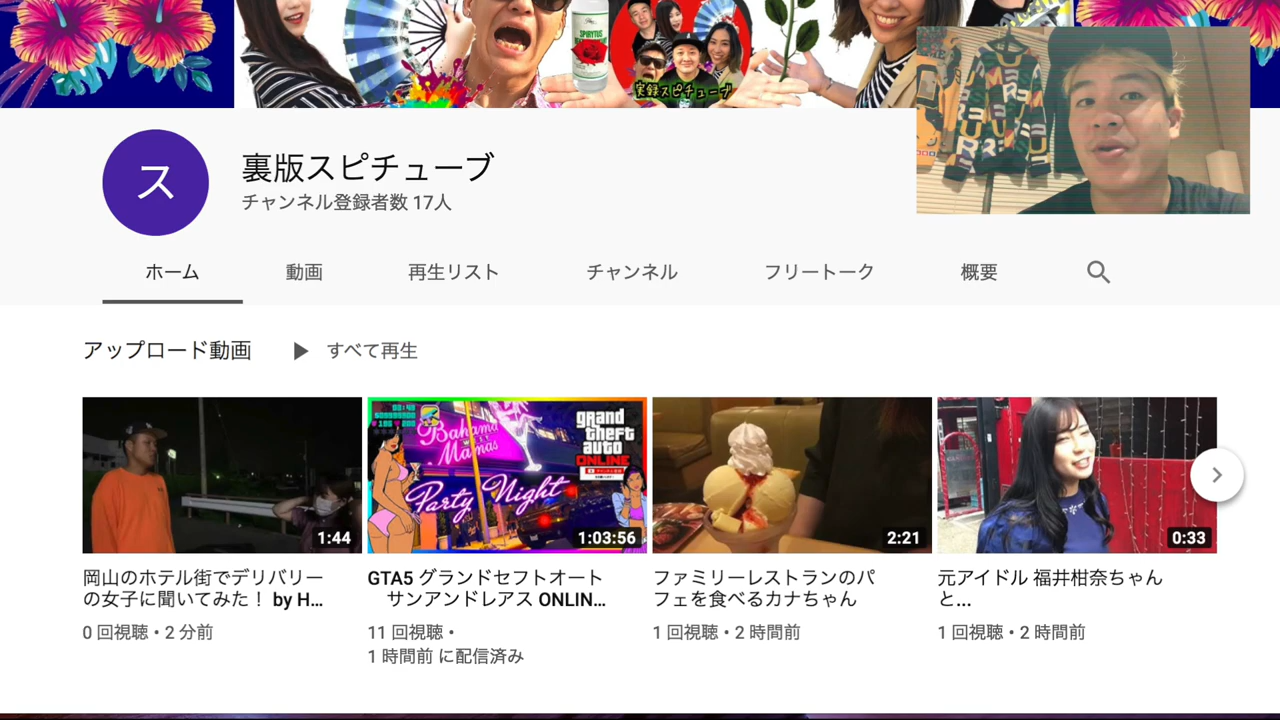 SPIRYTUS
実録スピチューブ
ス
裏版スピチューブ
チャンネル登録者数 17人
ホーム
動画
再生リスト
チャンネル
フリートーク
概要
アップロード動画
すべて再生
1:44
Bahama
Mamas
Party Night
grand
theft
auto
ONLINE
1:03:56
2:21
0:33
岡山のホテル街でデリバリー
の女子に聞いてみた! by H...
0 回視聴・2 分前
GTA5 グランドセフトオート
サンアンドレアス ONLIN...
11 回視聴・
1 時間前 に配信済み
ファミリーレストランのパ
フェを食べるカナちゃん
1 回視聴・2 時間前
元アイドル 福井柑奈ちゃん
と...
1 回視聴・2 時間前